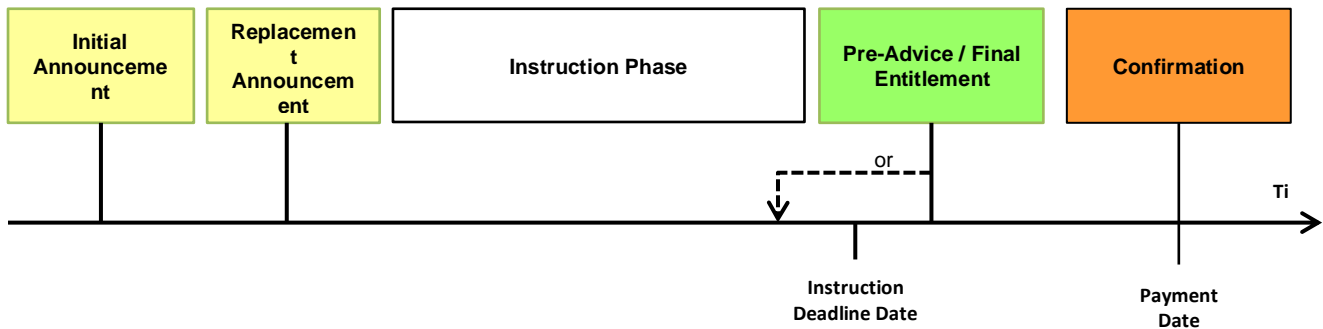 Initial
Announceme
nt
Replacemen
t
Announcem
ent
Instruction Phase
Pre-Advice / Final
Entitlement
Confirmation
or
Ti
Instruction
Deadline Date
Payment
Date